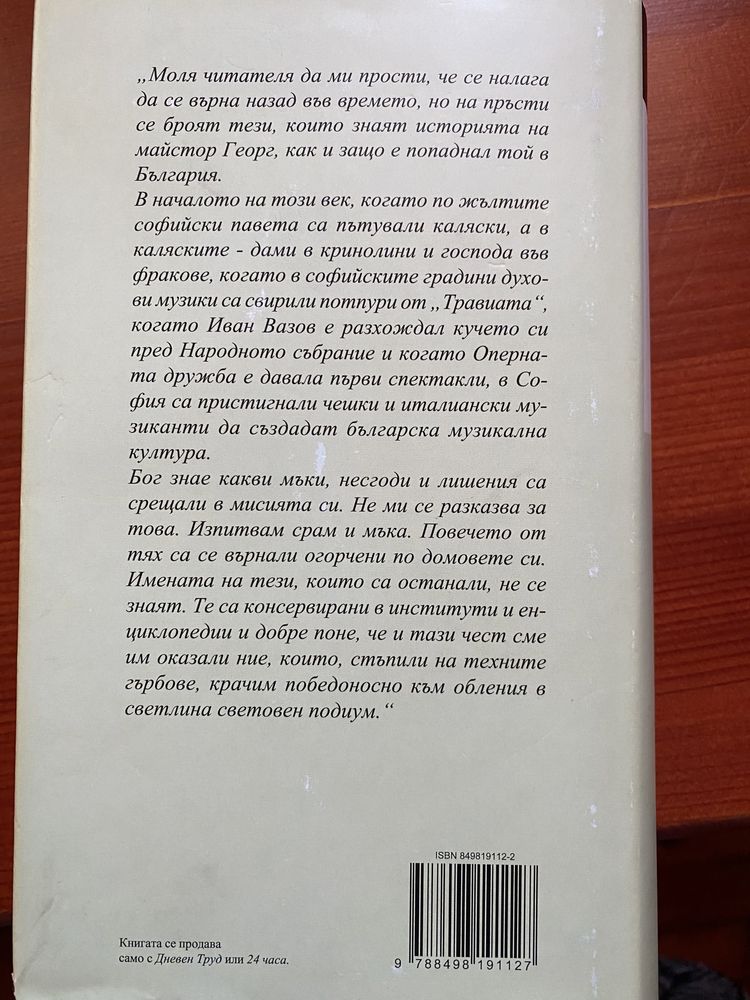 „Моля читателя да ми прости, че се налага
да се върна назад във времето, но на пръсти
се броят тези, които знаят историята на
майстор Георг, как и защо е попаднал той в
България.
В началото на този век, когато по жълтите
софийски павета са пътували каляски, а в
каляските - дами в кринолини и господа във
фракове, когато в софийските градини духо-
ви музики са свирили потпури от „Травиата“,
когато Иван Вазов е разхождал кучето си
пред Народното събрание и когато Оперна-
та дружба е давала първи спектакли, в Со-
фия са пристигнали чешки и италиански му-
зиканти да създадат българска музикална
култура.
Бог знае какви мъки, несгоди и лишения са
срещали в мисията си. Не ми се разказва за
това. Изпитвам срам и мъка. Повечето от
тях са се върнали огорчени по домовете си.
Имената на тези, които са останали, не се
знаят. Те са консервирани в институти и ен-
циклопедии и добре поне, че и тази чест сме
им оказали ние, които, стъпили на техните
гърбове, крачим победоносно към обления в
светлина световен подиум.“
ISBN 849819112-2
9 788498 191127
Книгата се продава
само с Дневен Труд или 24 часа.